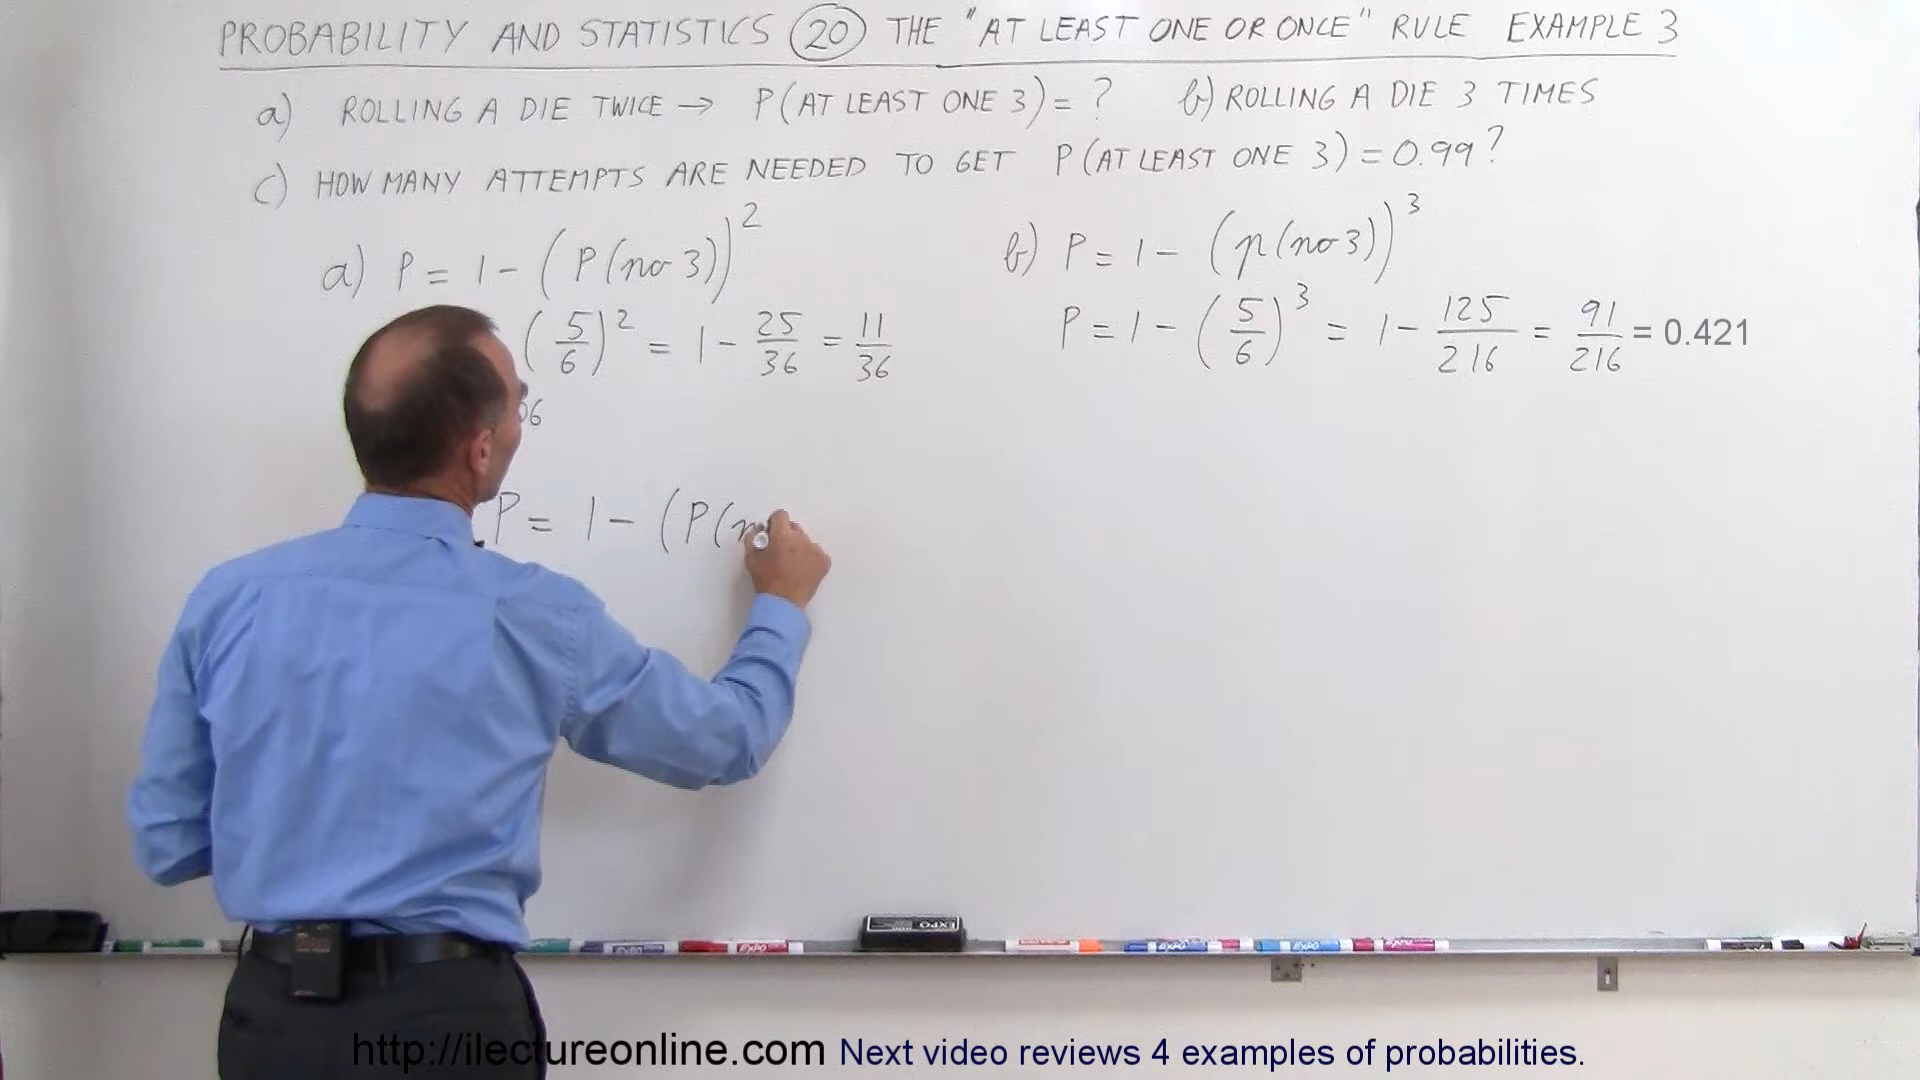 PROBABILITY AND STATISTICS 20 THE "AT LEAST ONE OR ONCE" RULE EXAMPLE 3
a) ROLLING A DIE TWICE → P(AT LEAST ONE 3) = ? b) ROLLING A DIE 3 TIMES
c) HOW MANY ATTEMPTS ARE NEEDED TO GET P(AT LEAST ONE 3) = 0.99?
a) P = 1 - (P(no 3))²
(5/6)² = 1 - 25/36 = 11/36
06
b) P = 1 - (p(no 3))³
P = 1 - (5/6)³ = 1 - 125/216 = 91/216 = 0.421
P = 1 - (P(n
EXPO
http://ilectureonline.com Next video reviews 4 examples of probabilities.